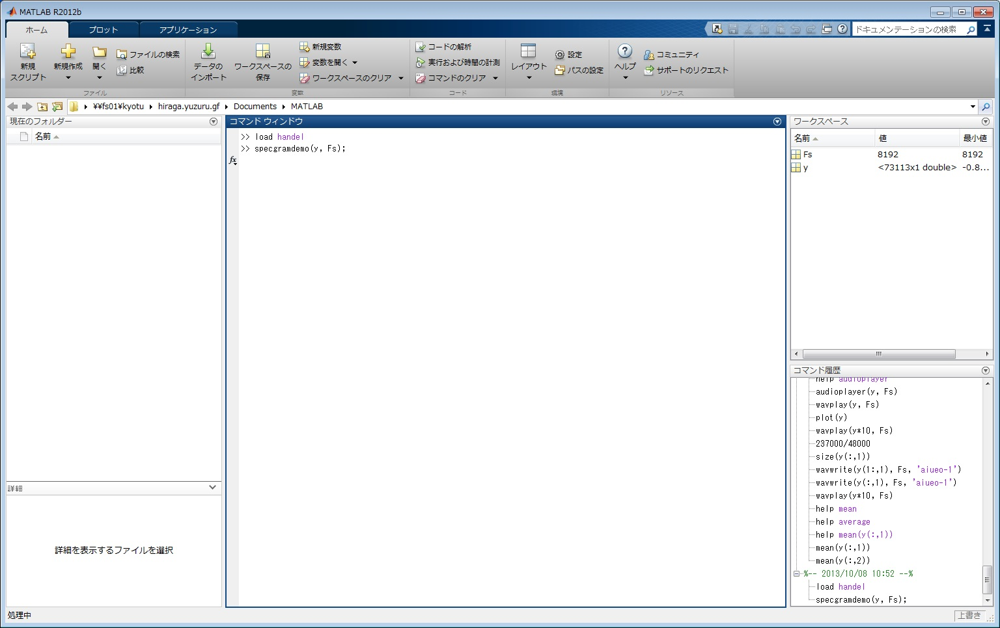 MATLAB R2012b
ホーム プロット アプリケーション
ドキュメンテーションの検索
新規
スクリプト
新規作成
開く
ファイルの検索
比較
ファイル
データの
インポート
ワークスペースの
保存
新規変数
変数を開く
ワークスペースのクリア
変数
コードの解析
実行および時間の計測
コマンドのクリア
コード
レイアウト
設定
パスの設定
環境
ヘルプ
コミュニティ
サポートのリクエスト
リソース
¥¥fs01¥kyotu hiraga.yuzuru.gf Documents MATLAB
現在のフォルダー
名前
詳細
詳細を表示するファイルを選択
コマンド ウィンドウ
>> load handel
>> specgramdemo(y, Fs);
fx
ワークスペース
名前 値 最小値
Fs 8192 8192
y <73113x1 double> -0.8...
コマンド履歴
help audioplayer
audioplayer(y, Fs)
wavplay(y, Fs)
plot(y)
wavplay(y*10, Fs)
237000/48000
size(y(:,1))
wavwrite(y(1:,1), Fs, 'aiueo-1')
wavwrite(y(:,1), Fs, 'aiueo-1')
wavplay(y*10, Fs)
help mean
help average
help mean(y(:,1))
mean(y(:,1))
mean(y(:,2))
%-- 2013/10/08 10:52 --%
load handel
specgramdemo(y, Fs);
処理中
上書き